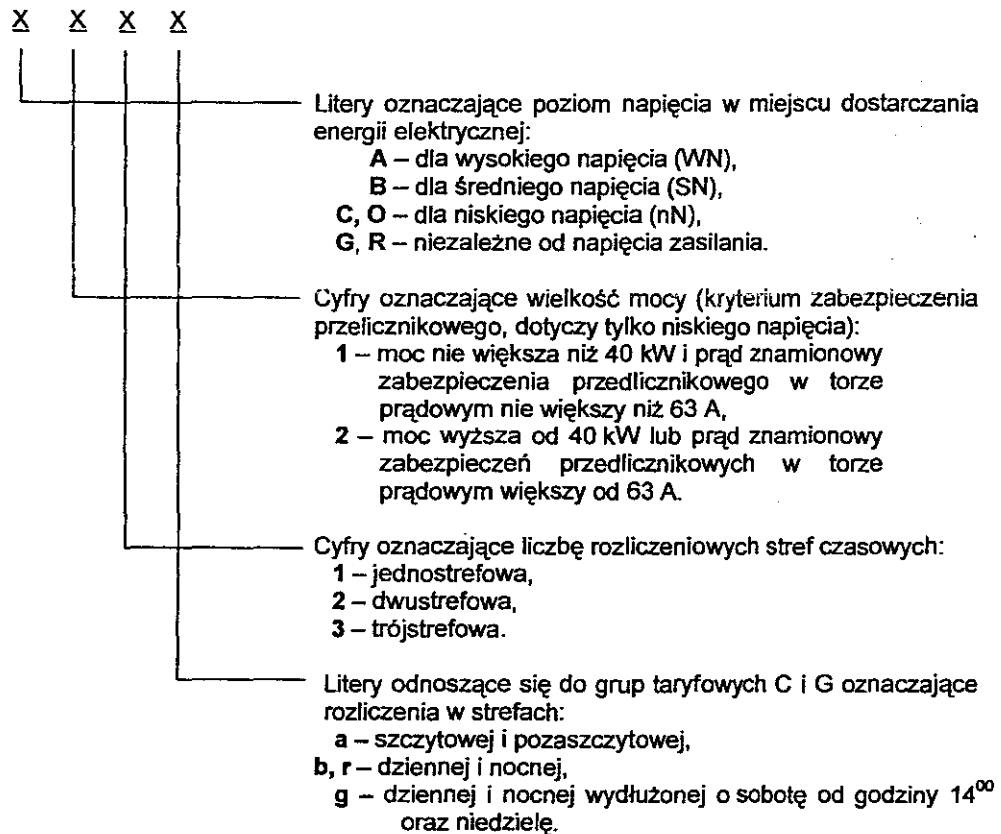 X X X X
Litery oznaczające poziom napięcia w miejscu dostarczania
energii elektrycznej:
A – dla wysokiego napięcia (WN),
B – dla średniego napięcia (SN),
C, O – dla niskiego napięcia (nN),
G, R – niezależne od napięcia zasilania.
Cyfry oznaczające wielkość mocy (kryterium zabezpieczenia
przelicznikowego, dotyczy tylko niskiego napięcia):
1 – moc nie większa niż 40 kW i prąd znamionowy
zabezpieczenia przedlicznikowego w torze
prądowym nie większy niż 63 A,
2 – moc wyższa od 40 kW lub prąd znamionowy
zabezpieczeń przedlicznikowych w torze
prądowym większy od 63 A.
Cyfry oznaczające liczbę rozliczeniowych stref czasowych:
1 – jednostrefowa,
2 – dwustrefowa,
3 – trójstrefowa.
Litery odnoszące się do grup taryfowych C i G oznaczające
rozliczenia w strefach:
a – szczytowej i pozaszczytowej,
b, r – dziennej i nocnej,
g – dziennej i nocnej wydłużonej o sobotę od godziny 14⁰⁰
oraz niedzielę.